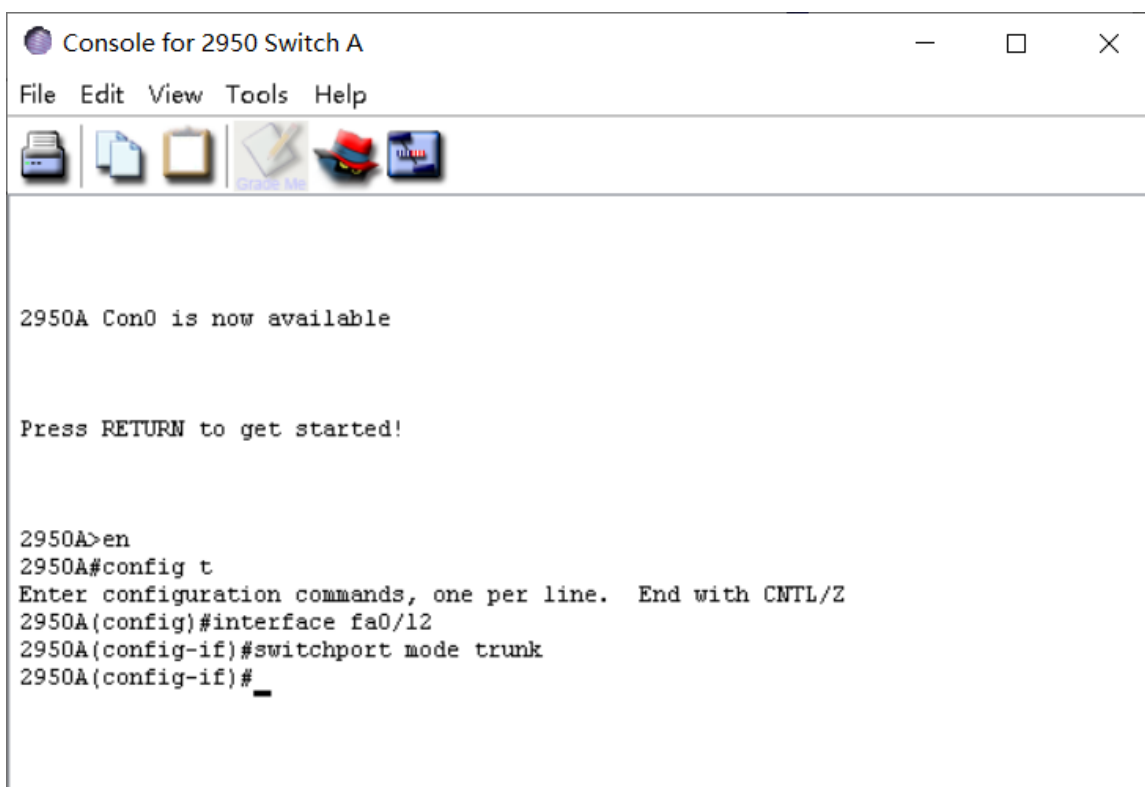 Console for 2950 Switch A
File Edit View Tools Help
Grade Me
2950A Con0 is now available
Press RETURN to get started!
2950A>en
2950A#config t
Enter configuration commands, one per line.  End with CNTL/Z
2950A(config)#interface fa0/12
2950A(config-if)#switchport mode trunk
2950A(config-if)#